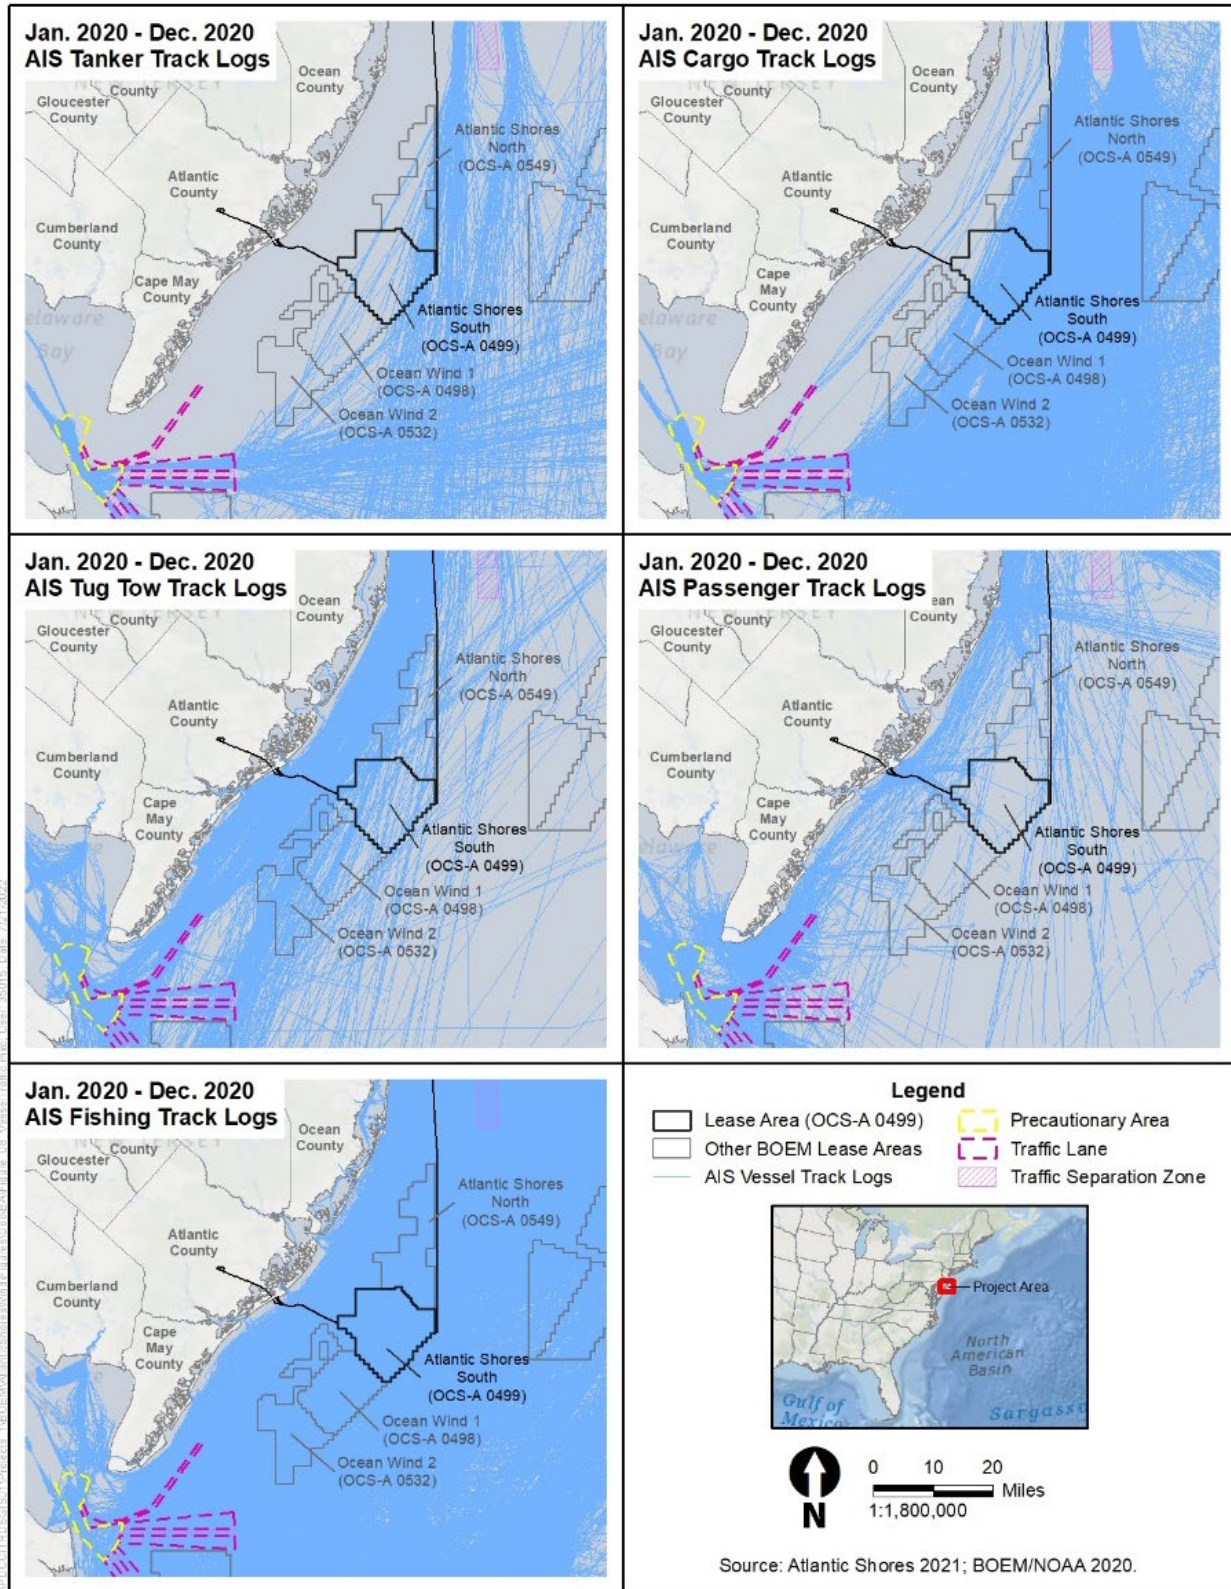 Jan. 2020 - Dec. 2020
AIS Tanker Track Logs
NEW JERSEY
County
Gloucester
County
Ocean
County
Atlantic Shores
North
(OCS-A 0549)
Atlantic
County
Cumberland
County
Cape May
County
Atlantic Shores
South
(OCS-A 0499)
Bay
Ocean Wind 1
(OCS-A 0498)
Ocean Wind 2
(OCS-A 0532)
Jan. 2020 - Dec. 2020
AIS Cargo Track Logs
County
Gloucester
County
Ocean
County
Atlantic Shores
North
(OCS-A 0549)
Atlantic
County
Cumberland
County
Cape
May
County
Atlantic Shores
South
(OCS-A 0499)
Bay
Ocean Wind 1
(OCS-A 0498)
Ocean Wind 2
(OCS-A 0532)
Jan. 2020 - Dec. 2020
AIS Tug Tow Track Logs
County
Gloucester
County
Ocean
County
Atlantic Shores
North
(OCS-A 0549)
Atlantic
County
Cumberland
County
Cape
May
County
Atlantic Shores
South
(OCS-A 0499)
Ocean Wind 1
(OCS-A 0498)
Ocean Wind 2
(OCS-A 0532)
Jan. 2020 - Dec. 2020
AIS Passenger Track Logs
County
Gloucester
County
ean
County
Atlantic Shores
North
(OCS-A 0549)
Atlantic
County
Cumberland
County
Cape
May
County
Atlantic Shores
South
(OCS-A 0499)
Ocean Wind 1
(OCS-A 0498)
Ocean Wind 2
(OCS-A 0532)
Jan. 2020 - Dec. 2020
AIS Fishing Track Logs
County
Gloucester
County
Ocean
County
Atlantic Shores
North
(OCS-A 0549)
Atlantic
County
Cumberland
County
Cape
May
County
Atlantic Shores
South
(OCS-A 0499)
Ocean Wind 1
(OCS-A 0498)
Ocean Wind 2
(OCS-A 0532)
Legend
Lease Area (OCS-A 0499)
Other BOEM Lease Areas
AIS Vessel Track Logs
Precautionary Area
Traffic Lane
Traffic Separation Zone
Project Area
North
American
Basin
Gulf of
Mexico
Sargasso
N
0 10 20
Miles
1:1,800,000
Source: Atlantic Shores 2021; BOEM/NOAA 2020.